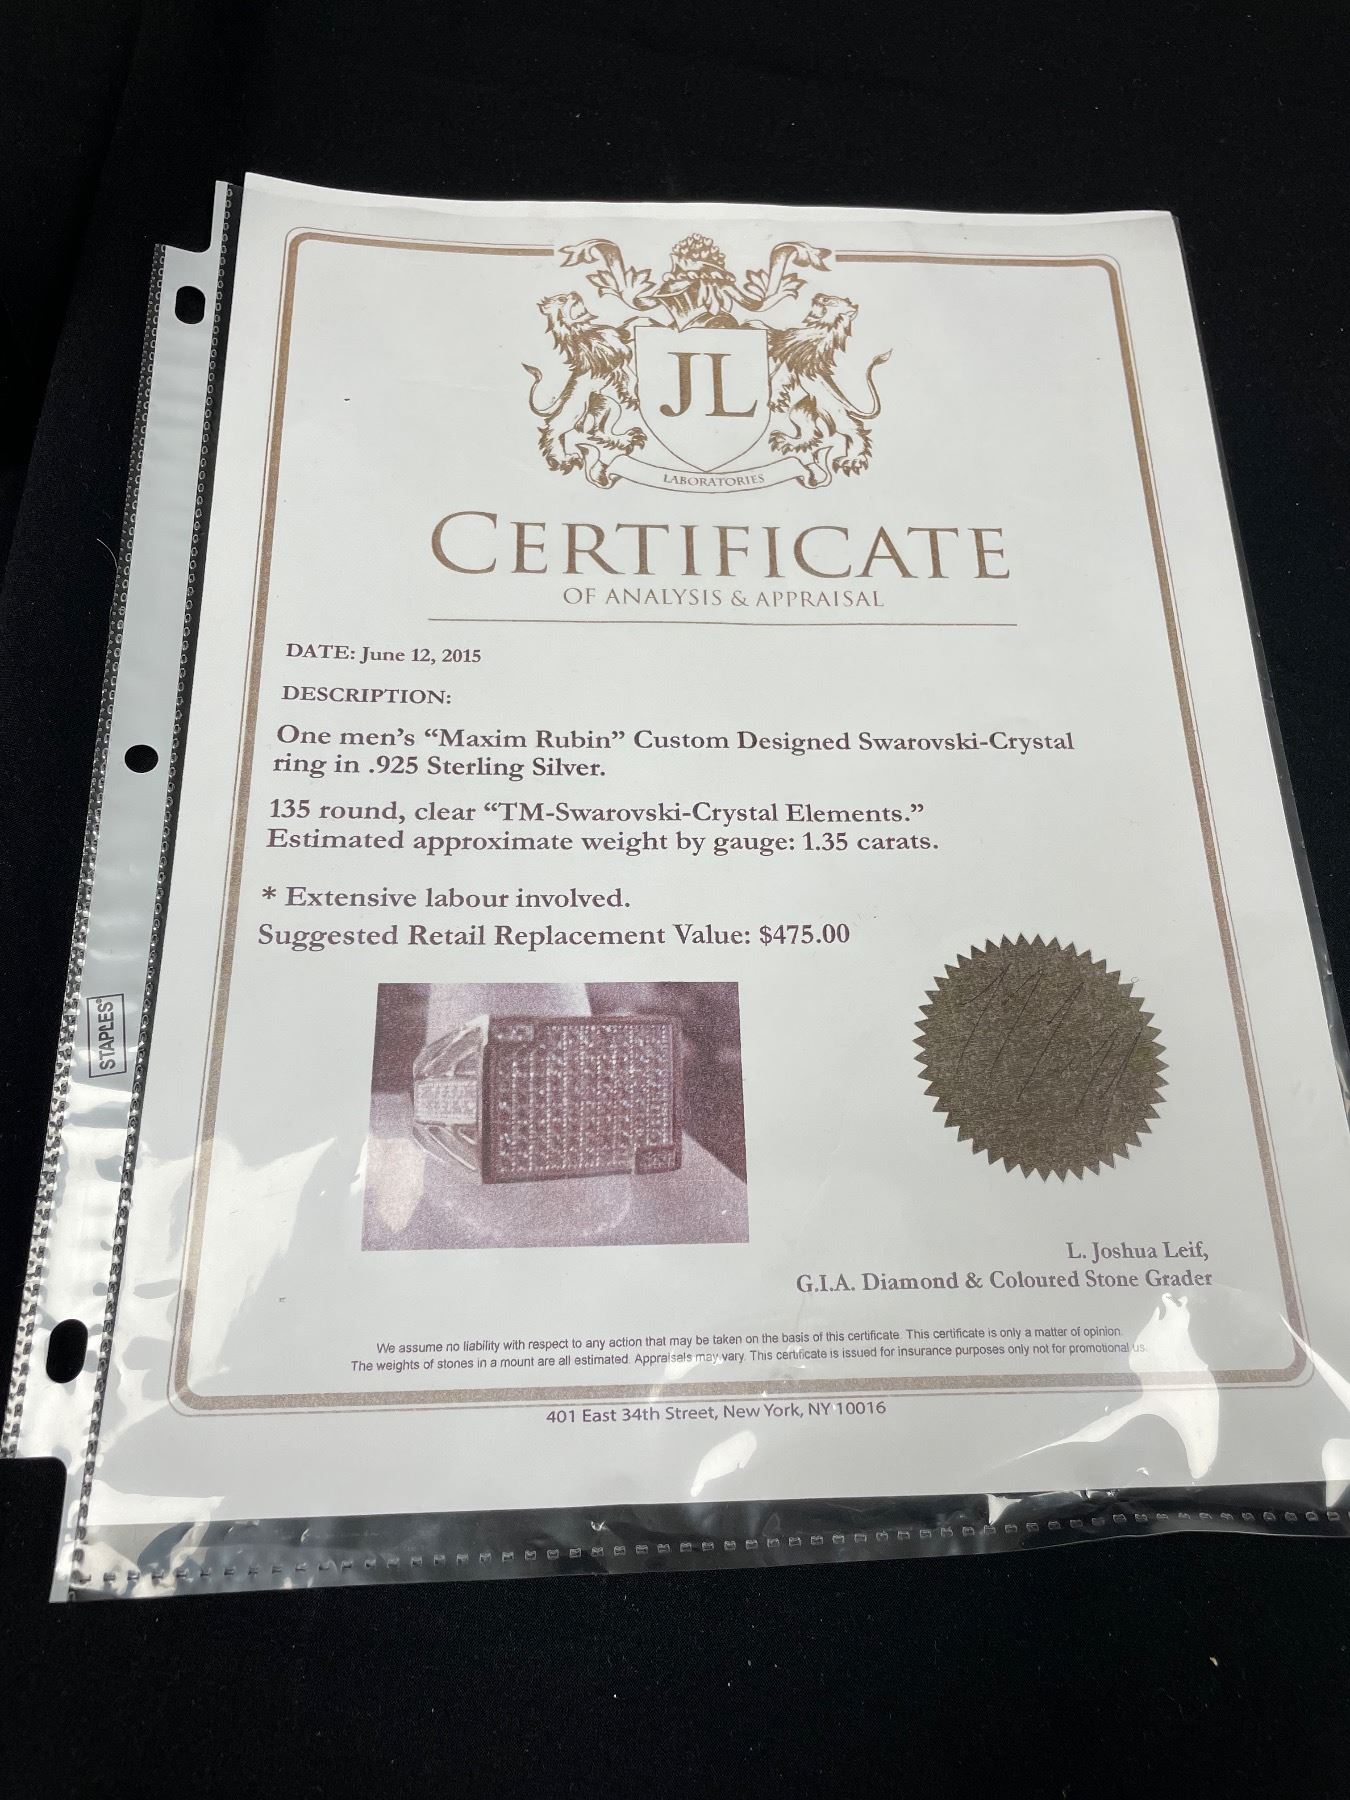 JL
LABORATORIES
CERTIFICATE
OF ANALYSIS & APPRAISAL
DATE: June 12, 2015
DESCRIPTION:
One men's “Maxim Rubin” Custom Designed Swarovski-Crystal
ring in .925 Sterling Silver.
135 round, clear “TM-Swarovski-Crystal Elements.”
Estimated approximate weight by gauge: 1.35 carats.
* Extensive labour involved.
Suggested Retail Replacement Value: $475.00
STAPLES
L. Joshua Leif,
G.I.A. Diamond & Coloured Stone Grader
We assume no liability with respect to any action that may be taken on the basis of this certificate. This certificate is only a matter of opinion.
The weights of stones in a mount are all estimated. Appraisals may vary. This certificate is issued for insurance purposes only not for promotional us
401 East 34th Street, New York, NY 10016